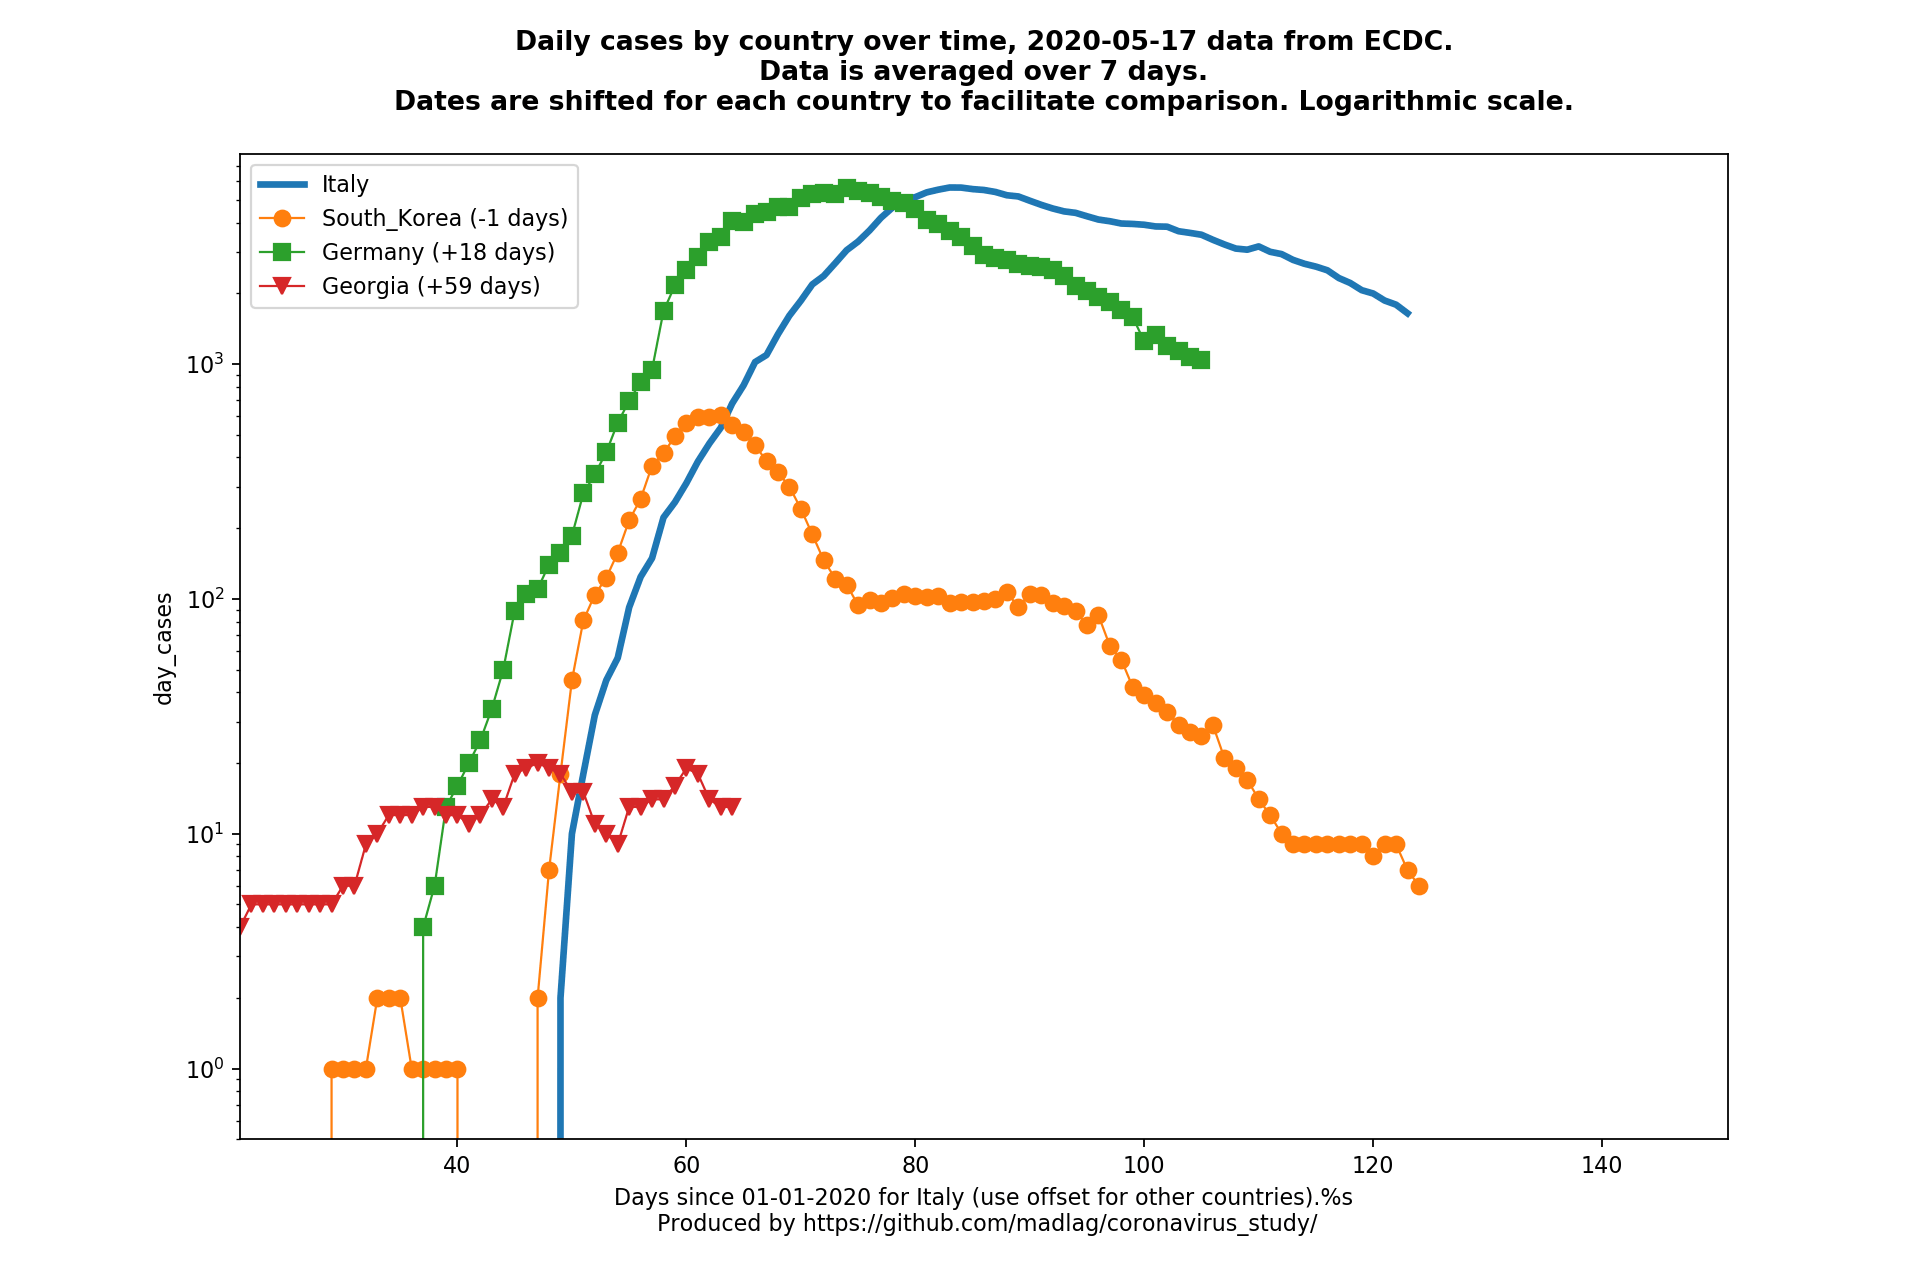 Daily cases by country over time, 2020-05-17 data from ECDC.
Data is averaged over 7 days.
Dates are shifted for each country to facilitate comparison. Logarithmic scale.
Italy
South_Korea (-1 days)
Germany (+18 days)
Georgia (+59 days)
day_cases
10³
10²
10¹
10⁰
40 60 80 100 120 140
Days since 01-01-2020 for Italy (use offset for other countries).%s
Produced by https://github.com/madlag/coronavirus_study/